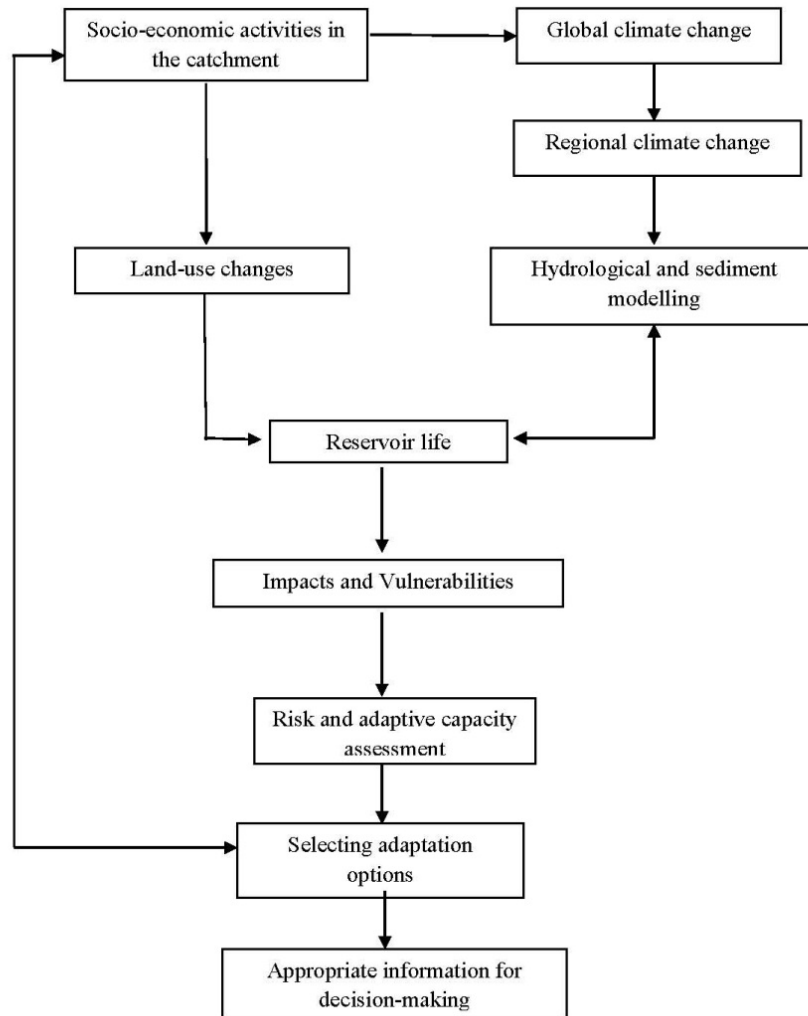 Socio-economic activities in
the catchment
Global climate change
Regional climate change
Land-use changes
Hydrological and sediment
modelling
Reservoir life
Impacts and Vulnerabilities
Risk and adaptive capacity
assessment
Selecting adaptation
options
Appropriate information for
decision-making